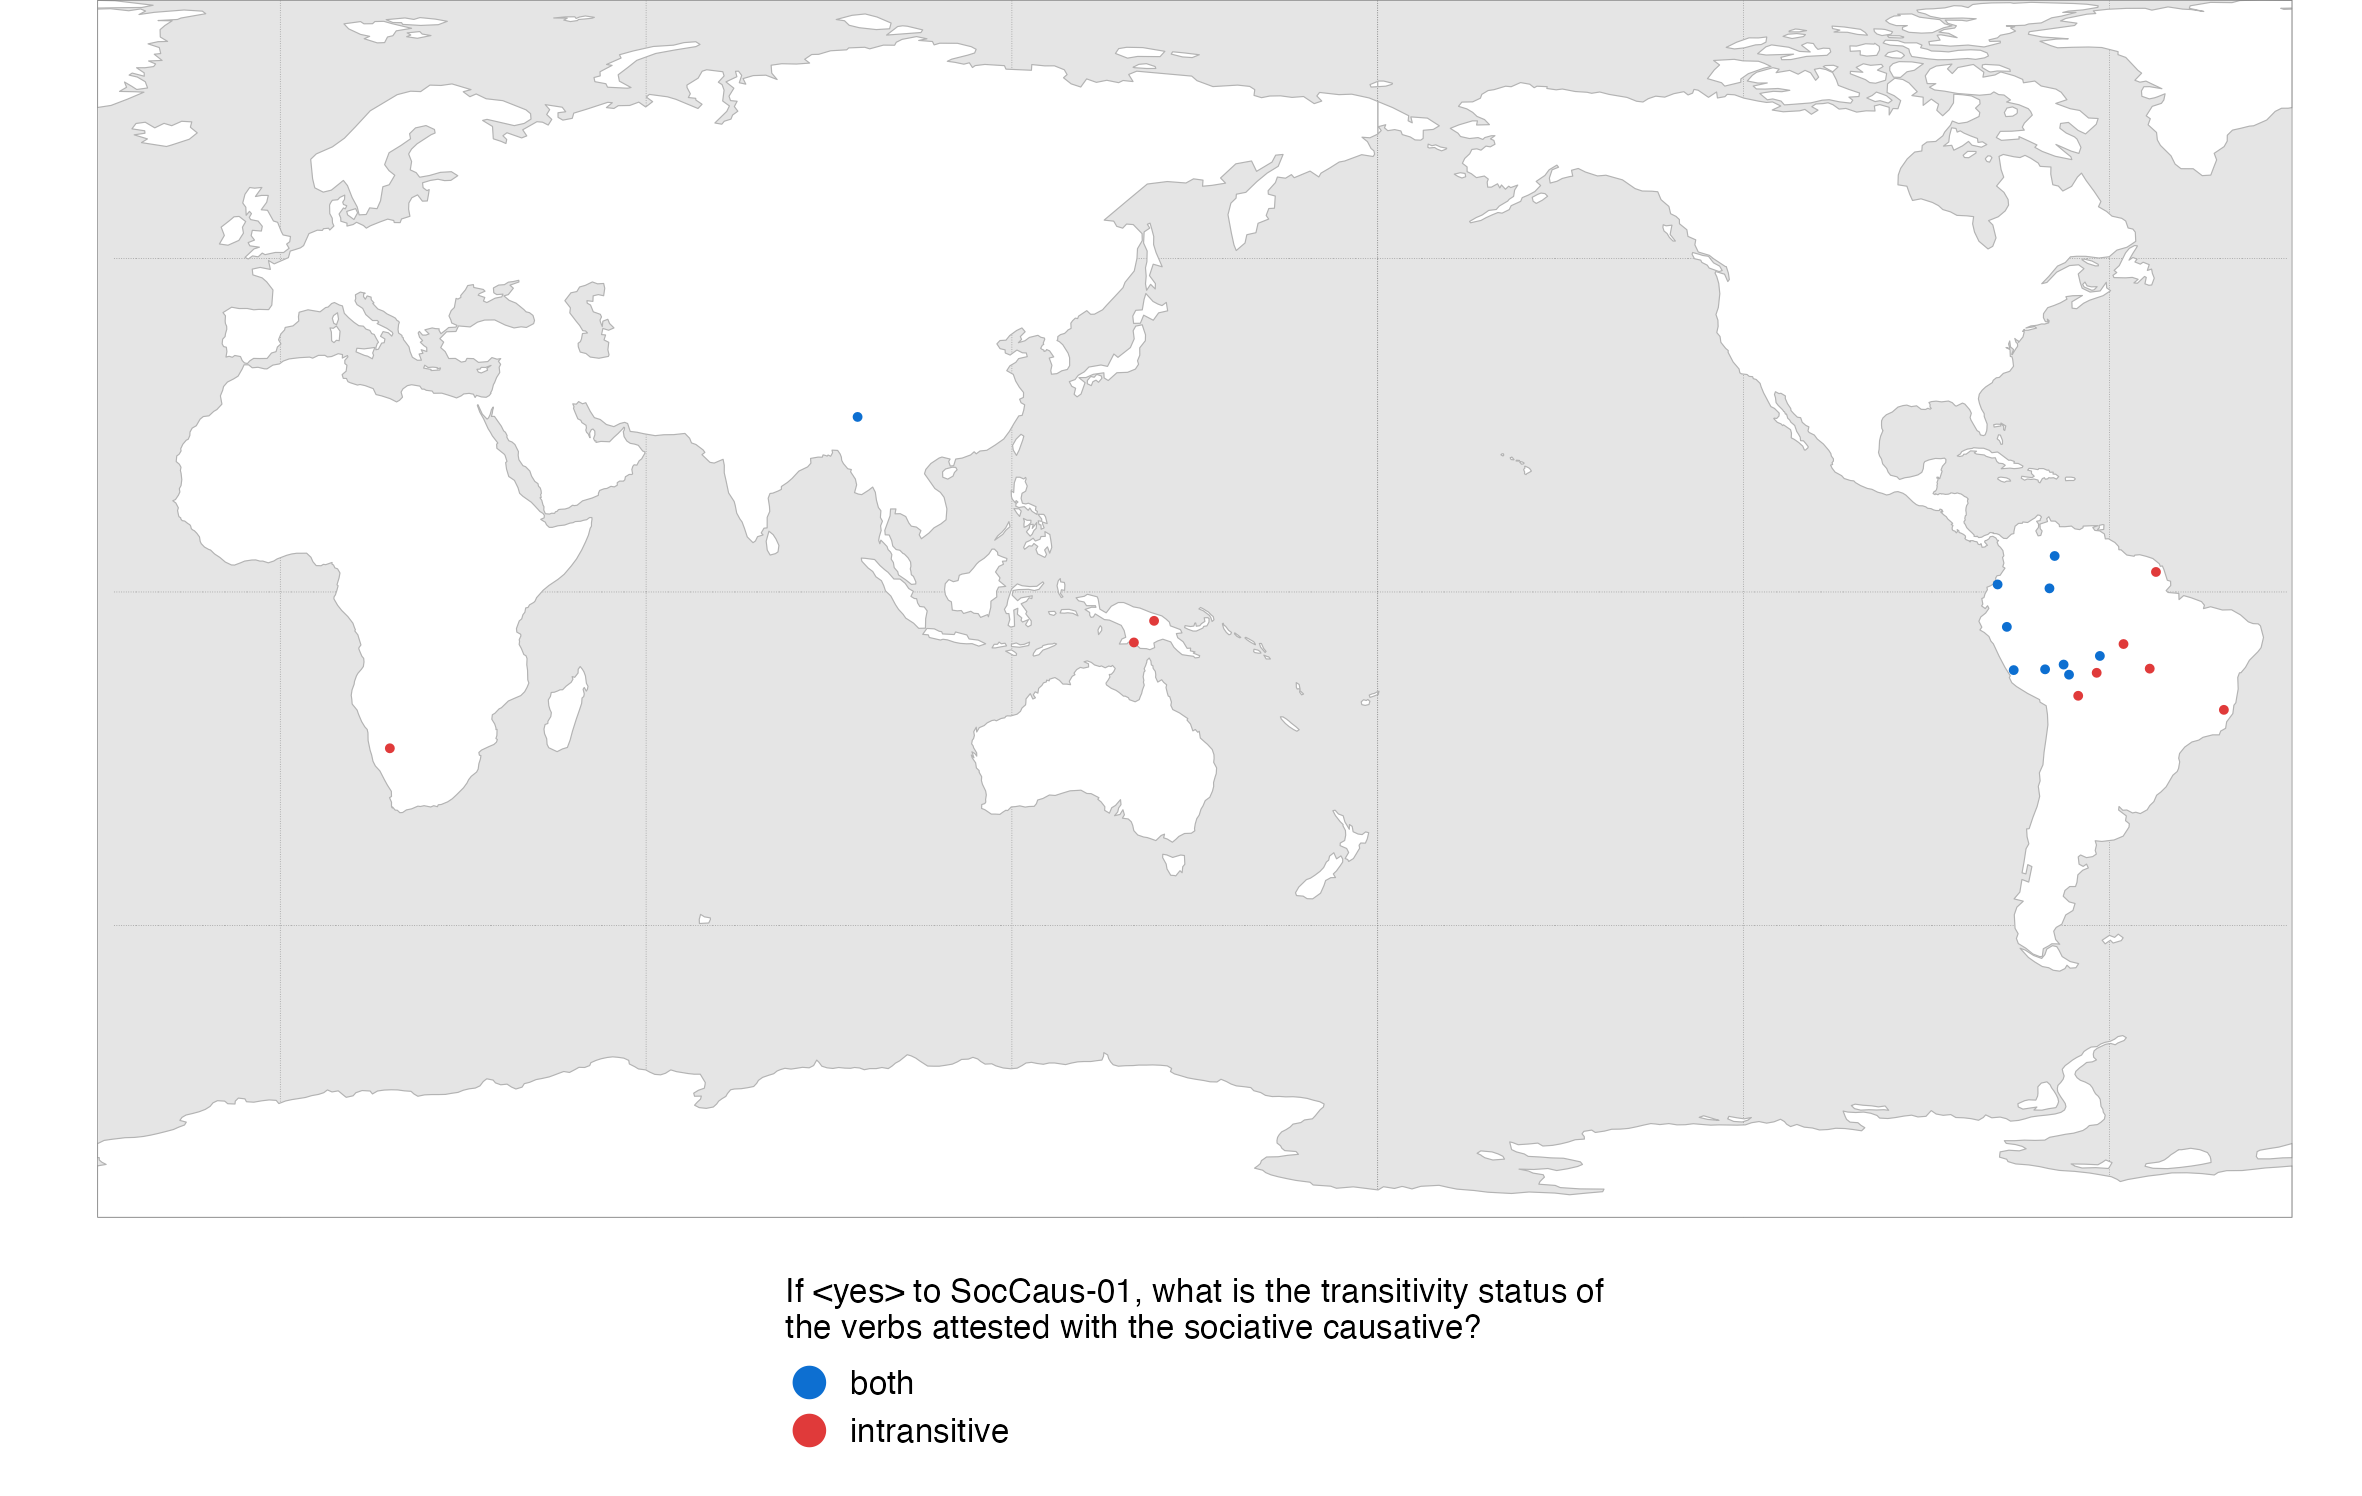 If <yes> to SocCaus-01, what is the transitivity status of
the verbs attested with the sociative causative?
both
intransitive